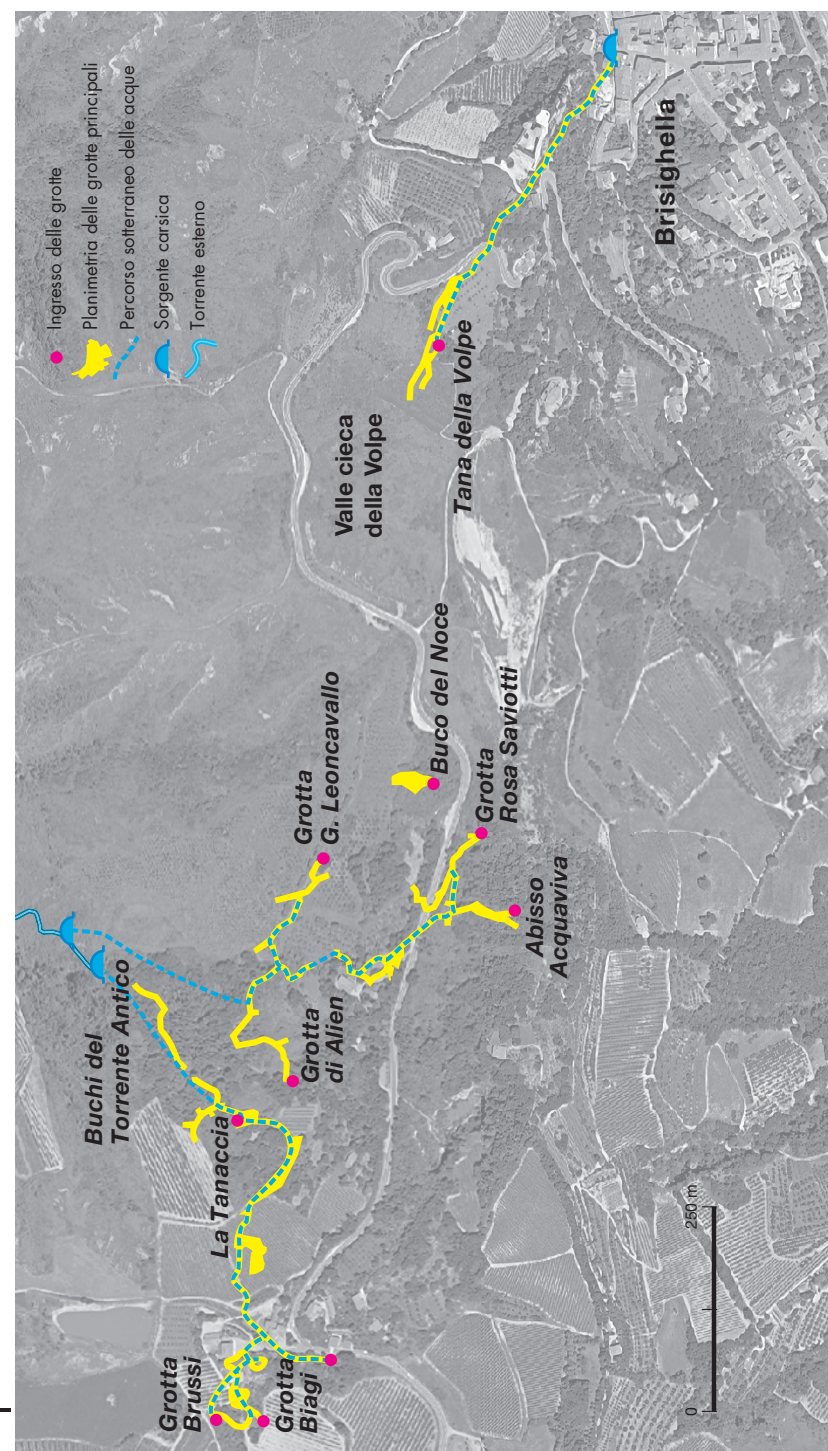 Ingresso delle grotte
Planimetria delle grotte principali
Percorso sotterraneo delle acque
Sorgente carsica
Torrente esterno
Brisighella
Tana della Volpe
Valle cieca
della Volpe
Buco del Noce
Grotta
G. Leoncavallo
Grotta
Rosa Saviotti
Abisso
Acquaviva
Grotta
di Alien
Buchi del
Torrente Antico
La Tanaccia
Grotta
Brussi
Grotta
Biagi
0
250 m